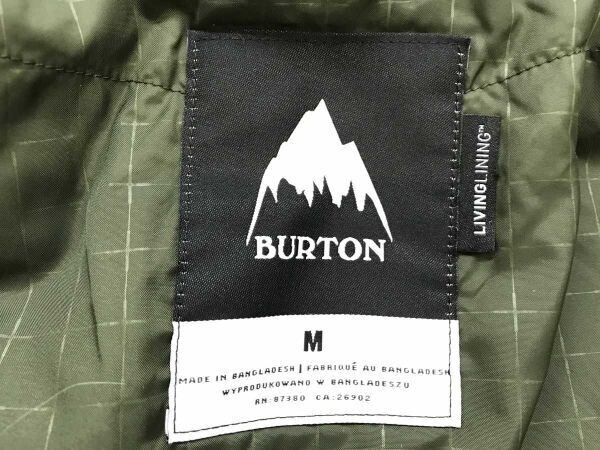 BURTON
LIVINGLINING™
M
MADE IN BANGLADESH | FABRIQUÉ AU BANGLADESH
WYPRODUKOWANO W BANGLADESZU
RN:87380 CA:26902